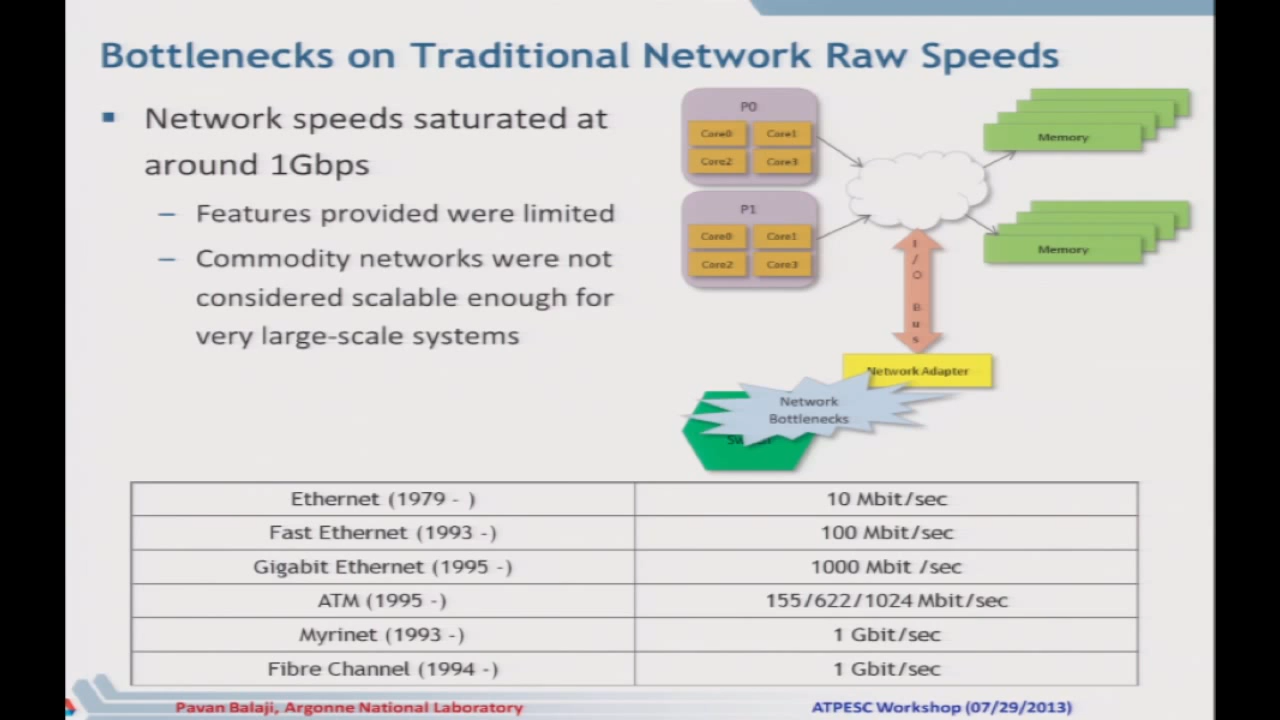 Bottlenecks on Traditional Network Raw Speeds
Network speeds saturated at
around 1Gbps
– Features provided were limited
– Commodity networks were not
considered scalable enough for
very large-scale systems
P0
Core0 Core1
Core2 Core3
P1
Core0 Core1
Core2 Core3
Memory
Memory
I/O Bus
Network Adapter
Network
Bottlenecks
Ethernet (1979 - ) 10 Mbit/sec
Fast Ethernet (1993 -) 100 Mbit/sec
Gigabit Ethernet (1995 -) 1000 Mbit /sec
ATM (1995 -) 155/622/1024 Mbit/sec
Myrinet (1993 -) 1 Gbit/sec
Fibre Channel (1994 -) 1 Gbit/sec
Pavan Balaji, Argonne National Laboratory ATPESC Workshop (07/29/2013)